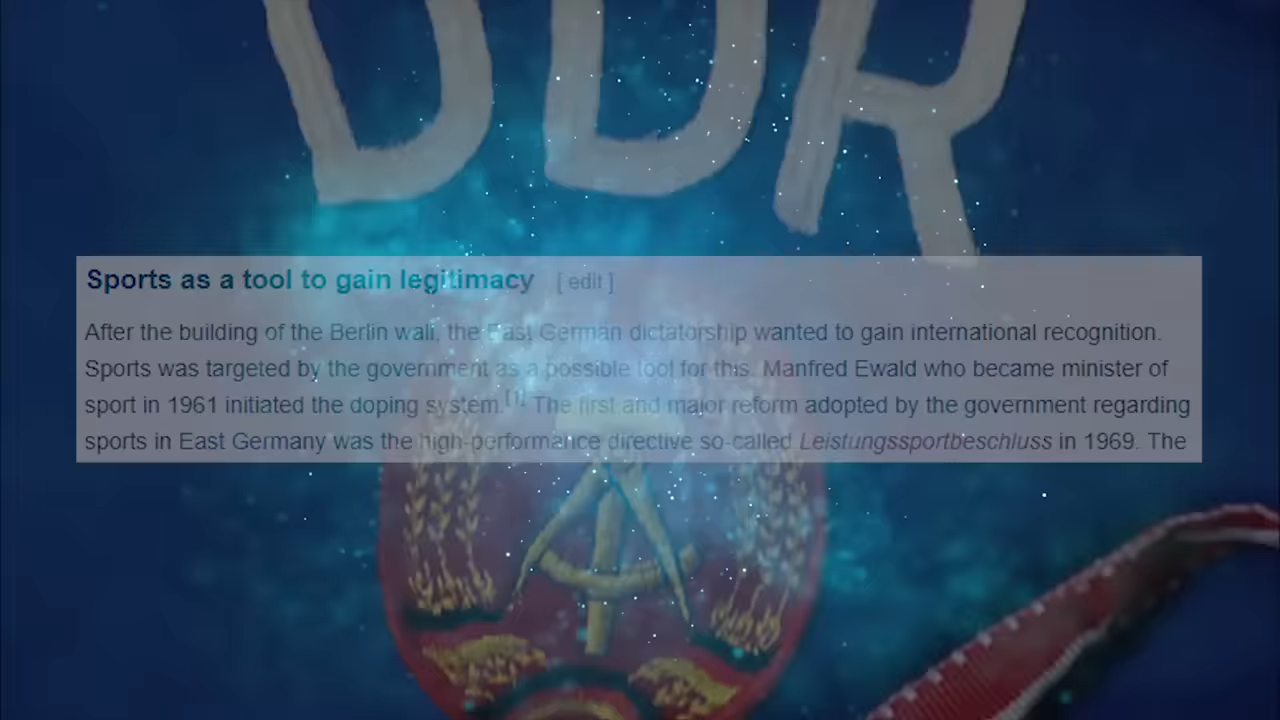 DDR
Sports as a tool to gain legitimacy [ edit ]
After the building of the Berlin wall, the East German dictatorship wanted to gain international recognition.
Sports was targeted by the government as a possible tool for this. Manfred Ewald who became minister of
sport in 1961 initiated the doping system.[1] The first and major reform adopted by the government regarding
sports in East Germany was the high-performance directive so-called Leistungssportbeschluss in 1969. The